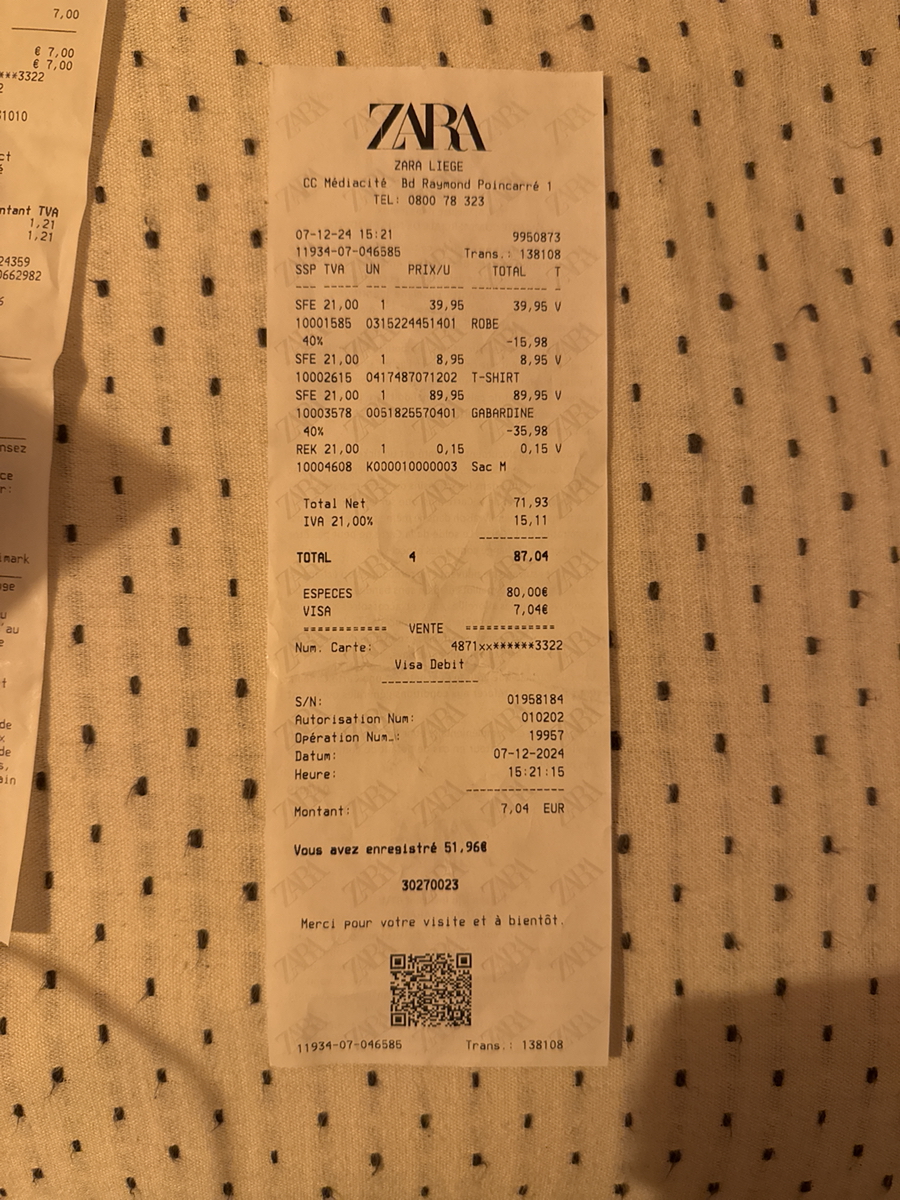 7,00
€ 7,00
€ 7,00
***3322
1010
ntant TVA
1,21
1,21
24359
0662982
nsez
ce
r:
imark
ZARA
ZARA LIEGE
CC Médiacité Bd Raymond Poincarré 1
TEL: 0800 78 323
07-12-24 15:21 9950873
11934-07-046585 Trans.: 138108
SSP TVA UN PRIX/U TOTAL T
--- ----- --- ---------- ----------- -
SFE 21,00 1 39,95 39,95 V
10001585 0315224451401 ROBE
40% -15,98
SFE 21,00 1 8,95 8,95 V
10002615 0417487071202 T-SHIRT
SFE 21,00 1 89,95 89,95 V
10003578 0051825570401 GABARDINE
40% -35,98
REK 21,00 1 0,15 0,15 V
10004608 K000010000003 Sac M
Total Net 71,93
IVA 21,00% 15,11
----------
TOTAL 4 87,04
ESPECES 80,00€
VISA 7,04€
============ VENTE =============
Num. Carte: 4871xx******3322
Visa Debit
--------------
S/N: 01958184
Autorisation Num: 010202
Opération Num..: 19957
Datum: 07-12-2024
Heure: 15:21:15
--------------
Montant: 7,04 EUR
Vous avez enregistré 51,96€
30270023
Merci pour votre visite et à bientôt.
11934-07-046585 Trans.: 138108